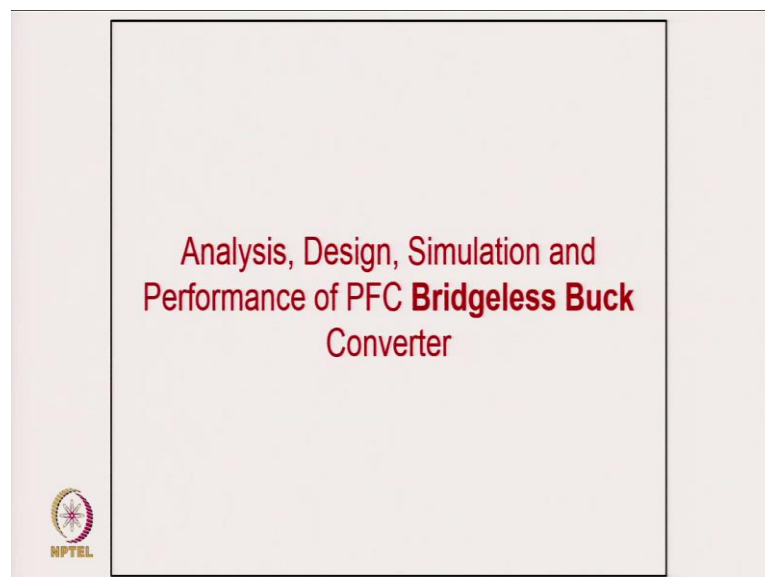 Analysis, Design, Simulation and
Performance of PFC Bridgeless Buck
Converter
NPTEL